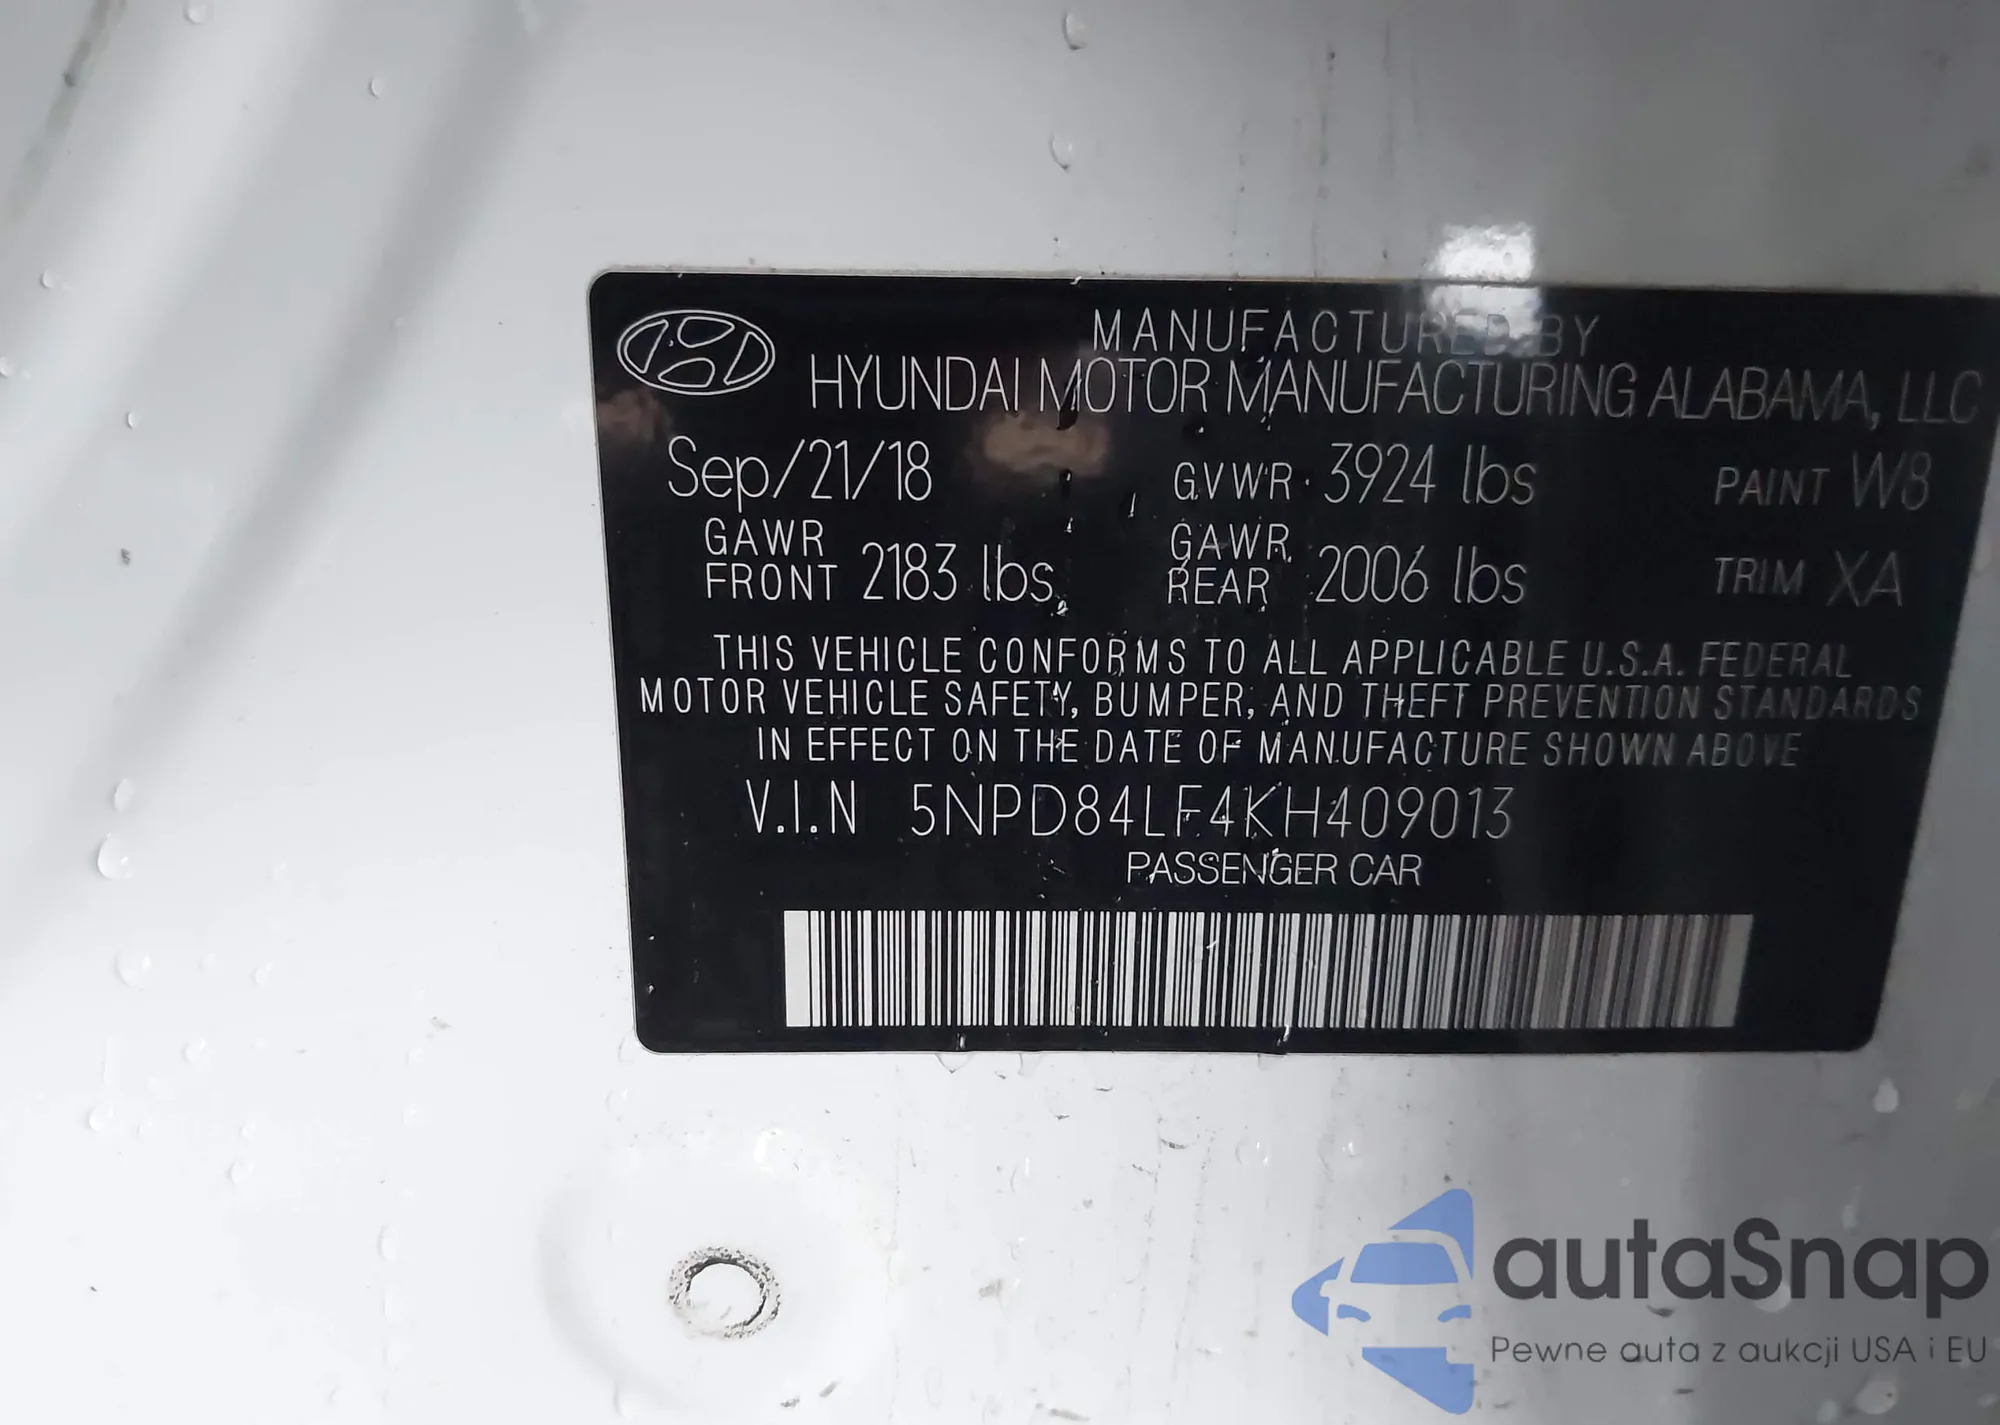 MANUFACTURED BY
HYUNDAI MOTOR MANUFACTURING ALABAMA, LLC
Sep/21/18 GVWR 3924 lbs PAINT W8
GAWR FRONT 2183 lbs GAWR REAR 2006 lbs TRIM XA
THIS VEHICLE CONFORMS TO ALL APPLICABLE U.S.A. FEDERAL
MOTOR VEHICLE SAFETY, BUMPER, AND THEFT PREVENTION STANDARDS
IN EFFECT ON THE DATE OF MANUFACTURE SHOWN ABOVE
V.I.N 5NPD84LF4KH409013
PASSENGER CAR
autaSnap
Pewne auta z aukcji USA i EU